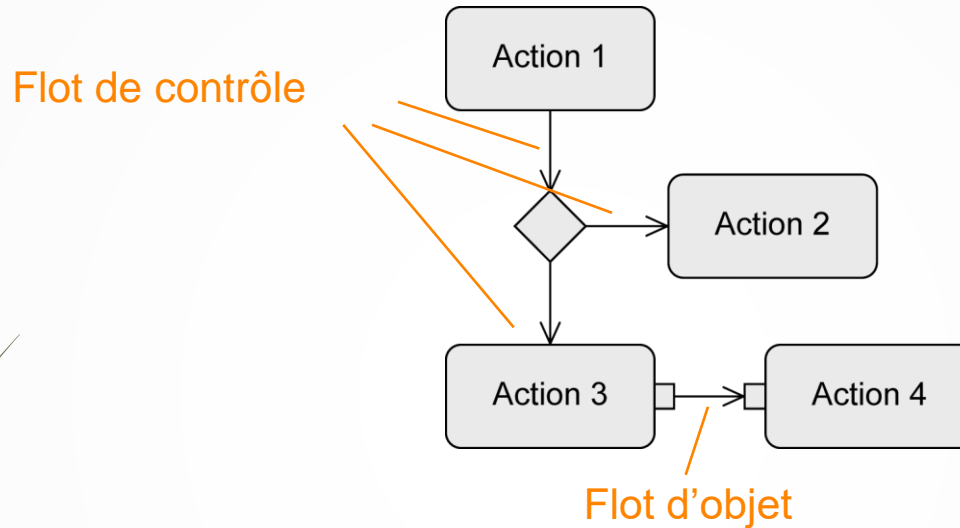 Action 1
Flot de contrôle
Action 2
Action 3
Action 4
Flot d’objet